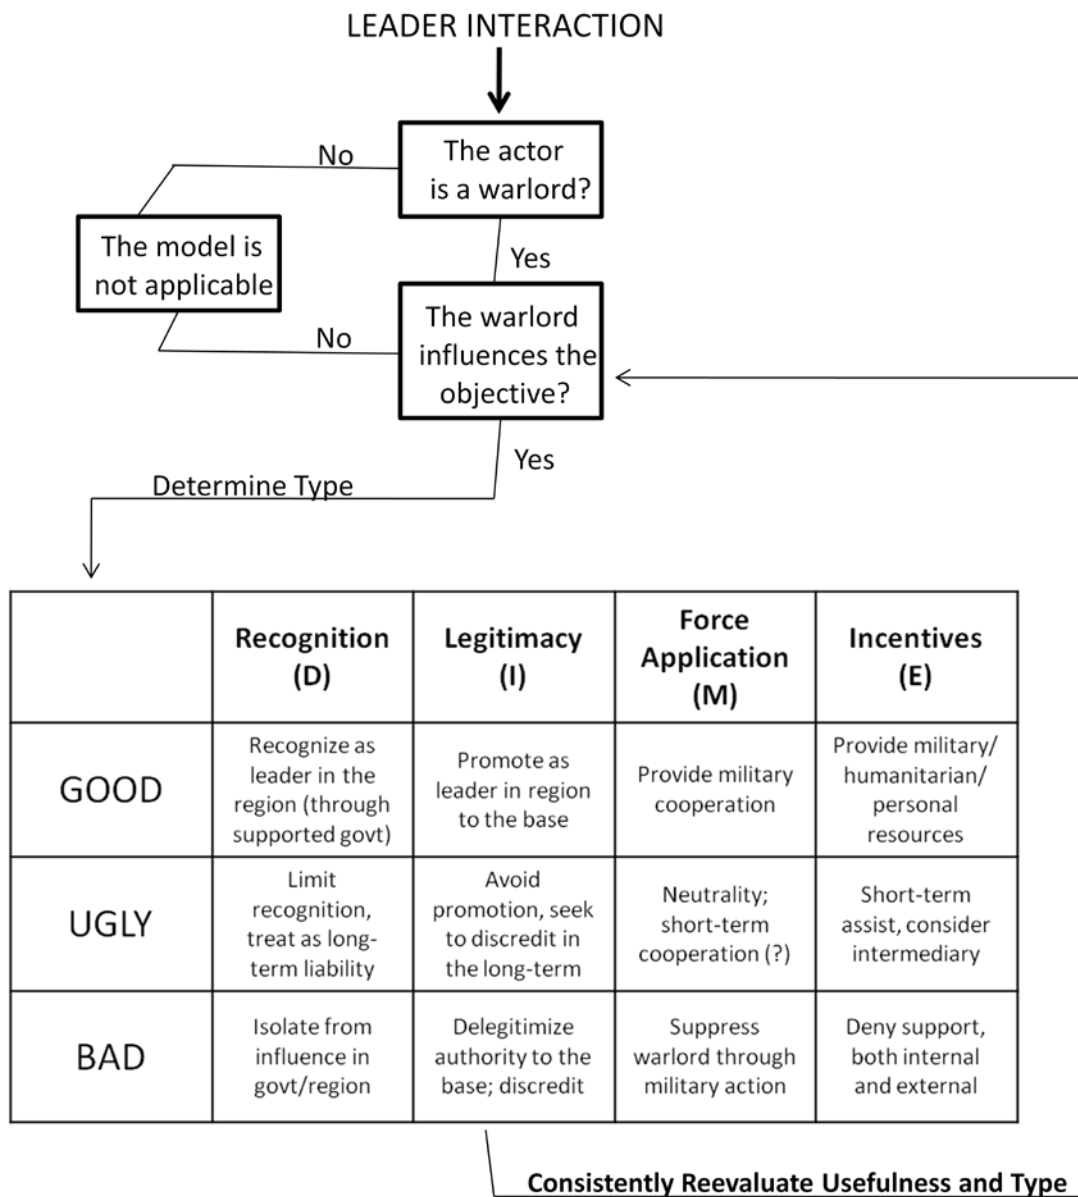 LEADER INTERACTION
No
The actor
is a warlord?
The model is
not applicable
Yes
No
The warlord
influences the
objective?
Yes
Determine Type
Recognition
(D)
Legitimacy
(I)
Force
Application
(M)
Incentives
(E)
GOOD
Recognize as
leader in the
region (through
supported govt)
Promote as
leader in region
to the base
Provide military
cooperation
Provide military/
humanitarian/
personal
resources
UGLY
Limit
recognition,
treat as long-
term liability
Avoid
promotion, seek
to discredit in
the long-term
Neutrality;
short-term
cooperation (?)
Short-term
assist, consider
intermediary
BAD
Isolate from
influence in
govt/region
Delegitimize
authority to the
base; discredit
Suppress
warlord through
military action
Deny support,
both internal
and external
Consistently Reevaluate Usefulness and Type